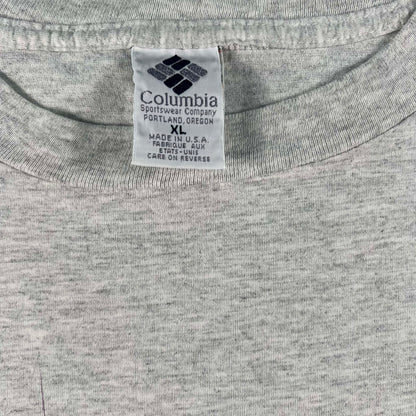 Columbia
Sportswear Company
PORTLAND, OREGON
XL
MADE IN U.S.A.
FABRIQUE AUX
ETATS-UNIS
CARE ON REVERSE